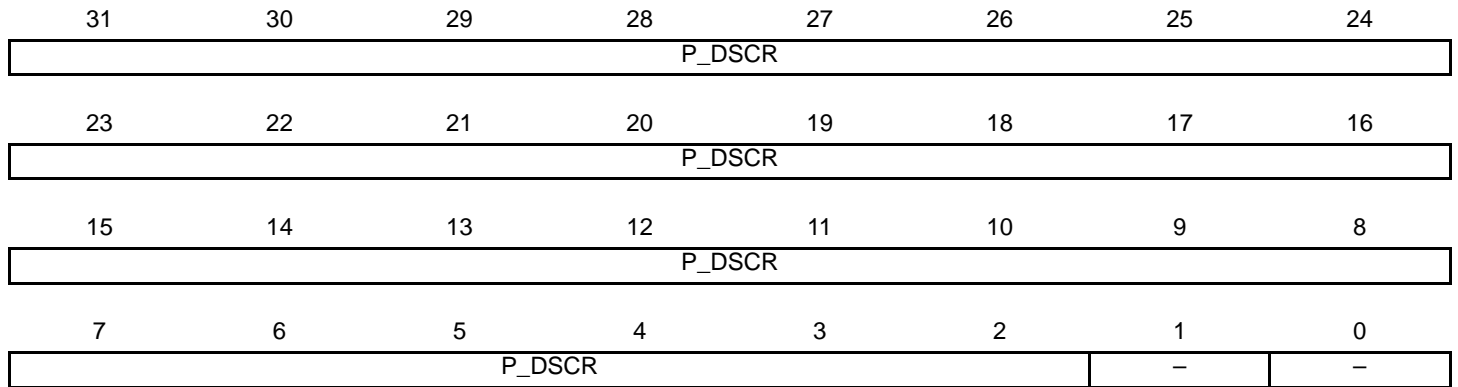 31 30 29 28 27 26 25 24
P_DSCR
23 22 21 20 19 18 17 16
P_DSCR
15 14 13 12 11 10 9 8
P_DSCR
7 6 5 4 3 2 1 0
P_DSCR – –